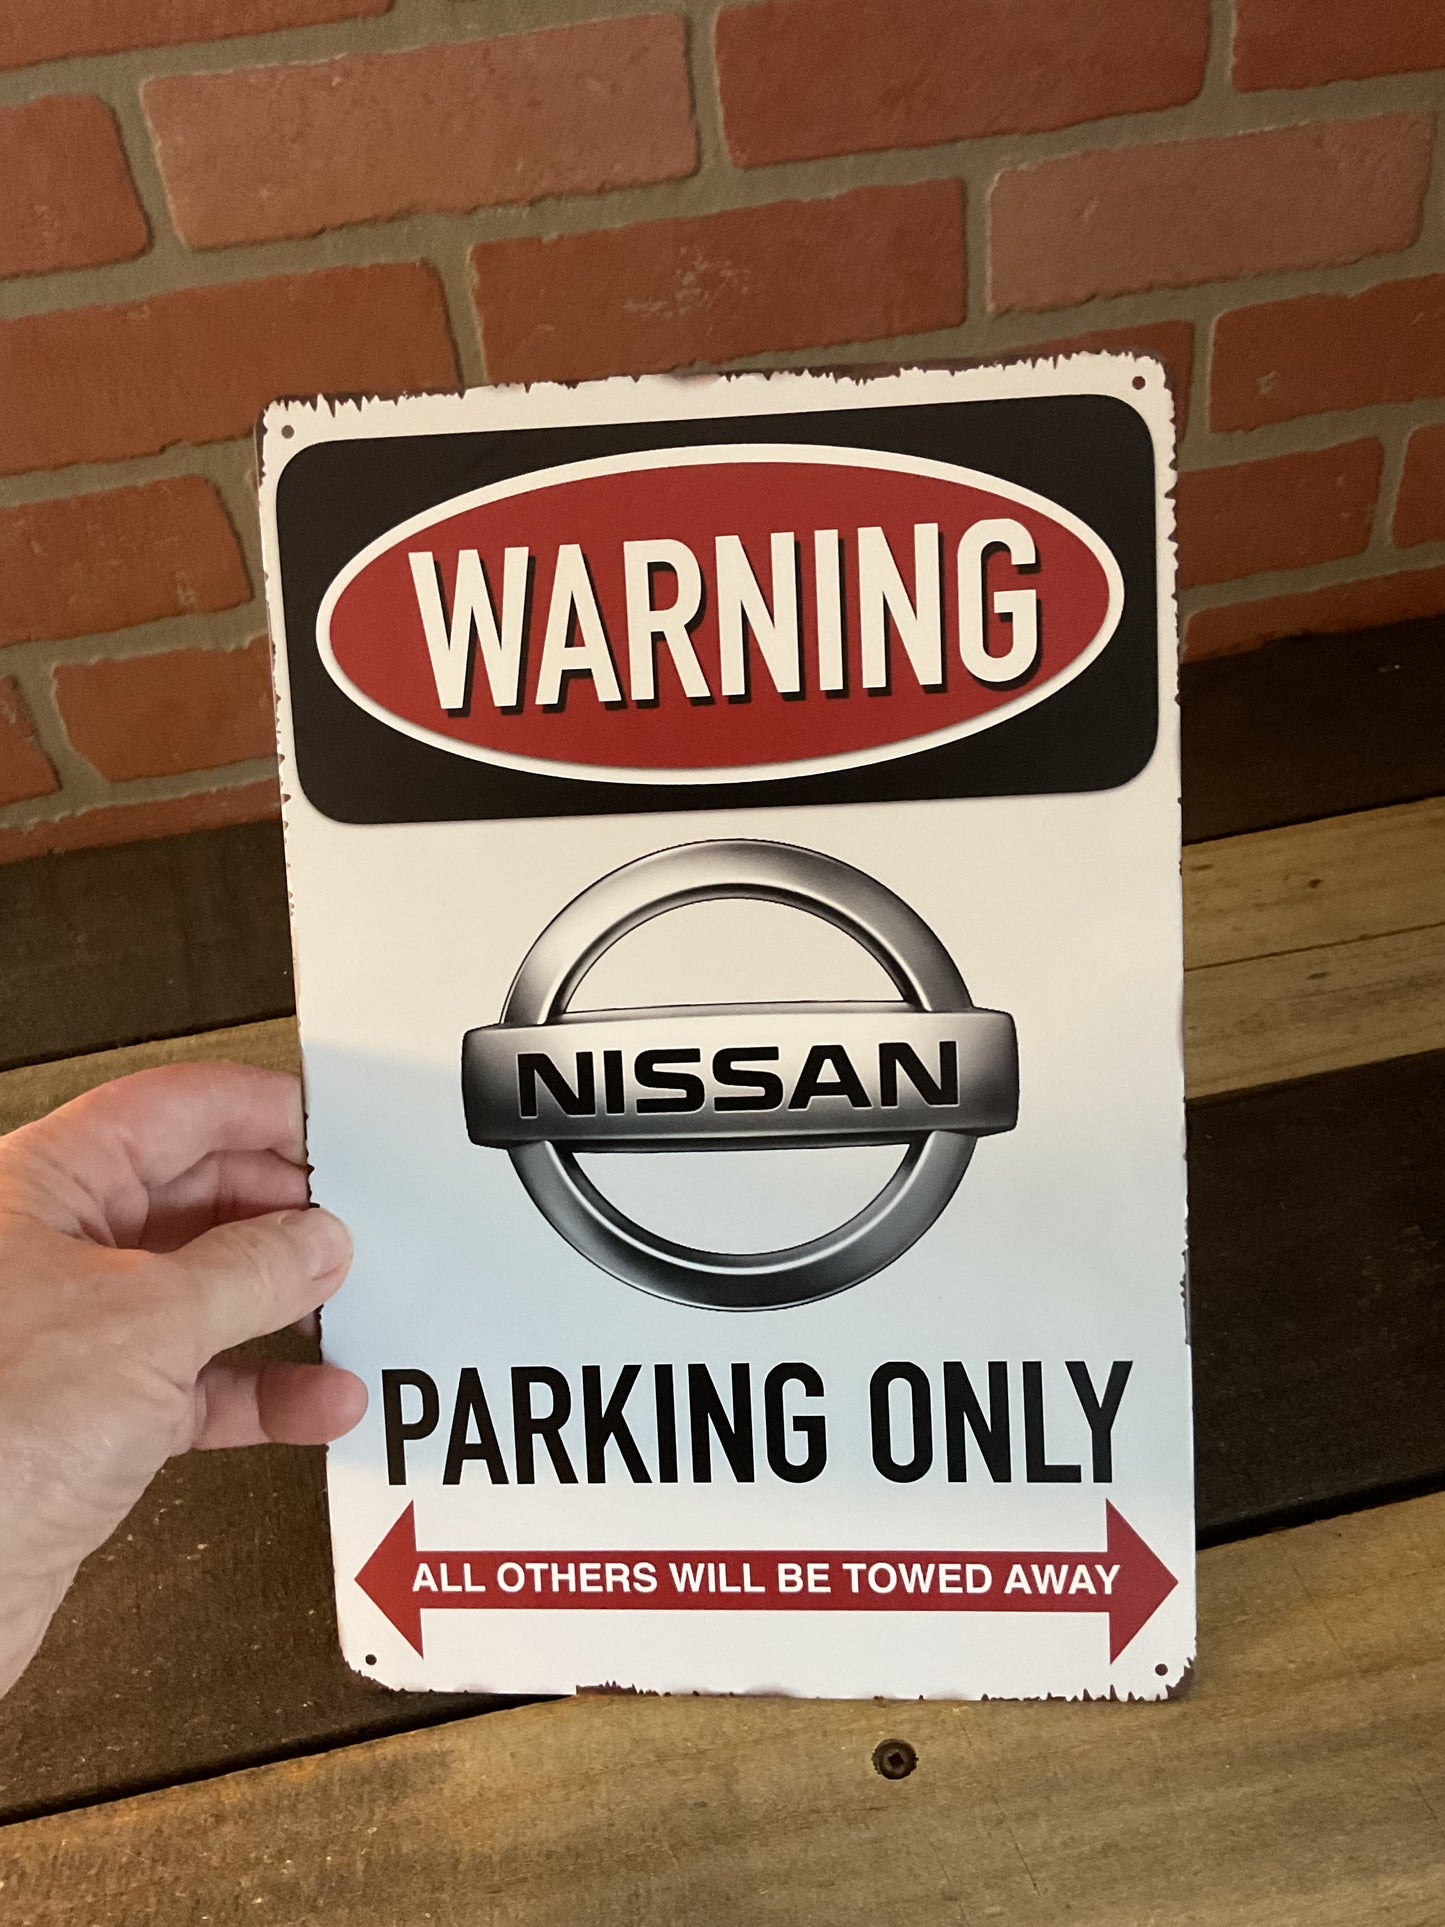 WARNING
NISSAN
PARKING ONLY
ALL OTHERS WILL BE TOWED AWAY